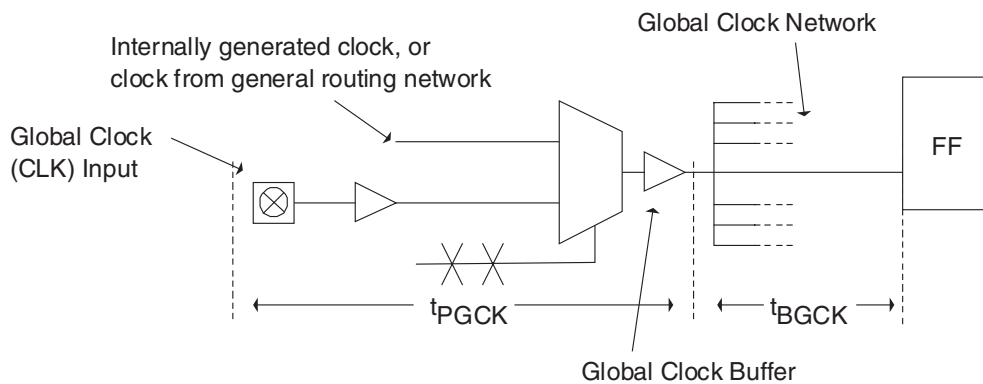 Global Clock Network
Internally generated clock, or
clock from general routing network
Global Clock
(CLK) Input
FF
tPGCK
tBGCK
Global Clock Buffer